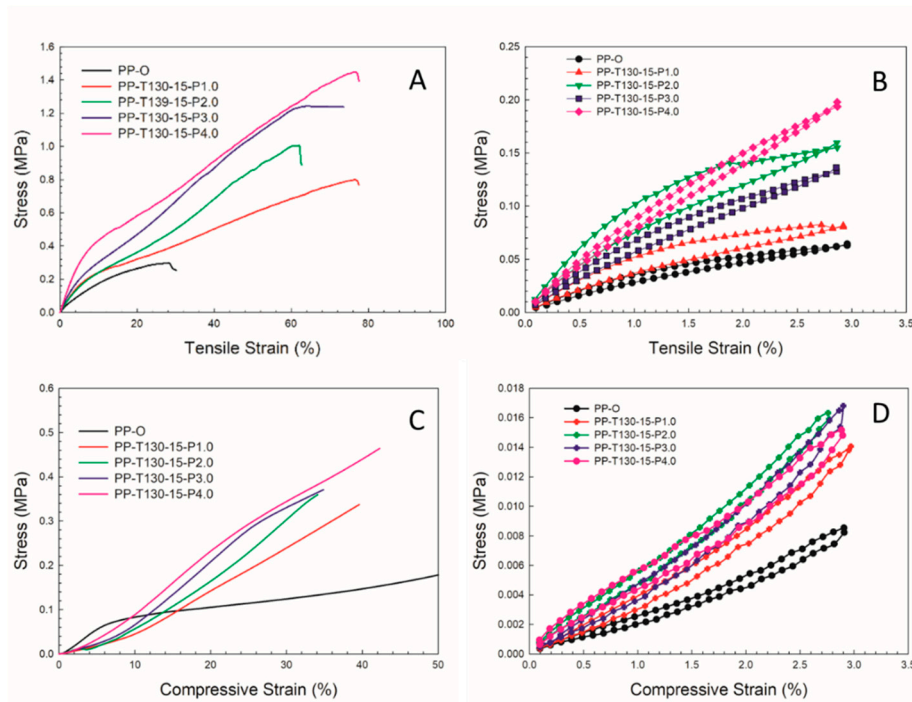 A
Stress (MPa)
1.6
1.4
1.2
1.0
0.8
0.6
0.4
0.2
0.0
PP-O
PP-T130-15-P1.0
PP-T139-15-P2.0
PP-T130-15-P3.0
PP-T130-15-P4.0
0 20 40 60 80 100
Tensile Strain (%)
B
Stress (MPa)
0.25
0.20
0.15
0.10
0.05
0.00
PP-O
PP-T130-15-P1.0
PP-T130-15-P2.0
PP-T130-15-P3.0
PP-T130-15-P4.0
0.0 0.5 1.0 1.5 2.0 2.5 3.0 3.5
Tensile Strain (%)
C
Stress (MPa)
0.6
0.5
0.4
0.3
0.2
0.1
0.0
PP-O
PP-T130-15-P1.0
PP-T130-15-P2.0
PP-T130-15-P3.0
PP-T130-15-P4.0
0 10 20 30 40 50
Compressive Strain (%)
D
Stress (MPa)
0.018
0.016
0.014
0.012
0.010
0.008
0.006
0.004
0.002
0.000
PP-O
PP-T130-15-P1.0
PP-T130-15-P2.0
PP-T130-15-P3.0
PP-T130-15-P4.0
0.0 0.5 1.0 1.5 2.0 2.5 3.0 3.5
Compressive Strain (%)